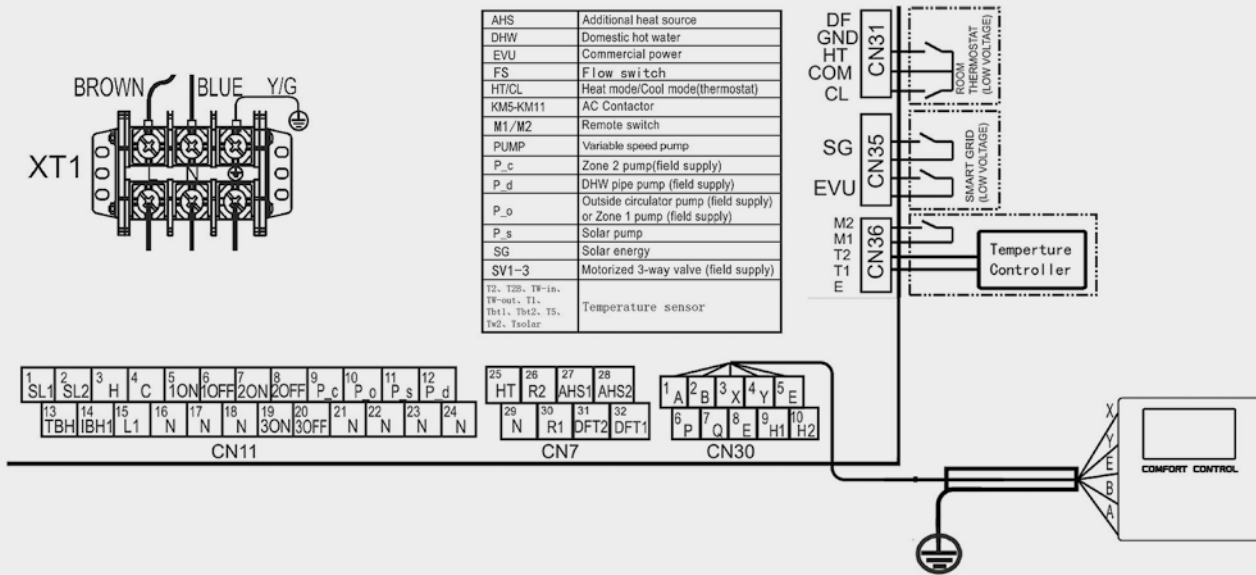 BROWN BLUE Y/G
XT1
L N
AHS Additional heat source
DHW Domestic hot water
EVU Commercial power
FS Flow switch
HT/CL Heat mode/Cool mode(thermostat)
KM5-KM11 AC Contactor
M1/M2 Remote switch
PUMP Variable speed pump
P_c Zone 2 pump(field supply)
P_d DHW pipe pump (field supply)
P_o Outside circulator pump (field supply)
or Zone 1 pump (field supply)
P_s Solar pump
SG Solar energy
SV1-3 Motorized 3-way valve (field supply)
T2、T2B、TW-in、
TW-out、T1、
Tbt1、Tbt2、T5、
Tw2、Tsolar
Temperature sensor
DF
GND
HT
COM
CL
CN31
ROOM
THERMOSTAT
(LOW VOLTAGE)
SG
EVU
CN35
SMART GRID
(LOW VOLTAGE)
M2
M1
T2
T1
E
CN36
Temperture
Controller
1 SL1 2 SL2 3 H 4 C 5 1ON 6 1OFF 7 2ON 8 2OFF 9 P_c 10 P_o 11 P_s 12 P_d
13 TBH 14 IBH1 15 L1 16 N 17 N 18 N 19 3ON 20 3OFF 21 N 22 N 23 N 24 N
CN11
25 HT 26 R2 27 AHS1 28 AHS2
29 N 30 R1 31 DFT2 32 DFT1
CN7
1 A 2 B 3 X 4 Y 5 E
6 P 7 Q 8 E 9 H1 10 H2
CN30
X
Y
E
B
A
COMFORT CONTROL